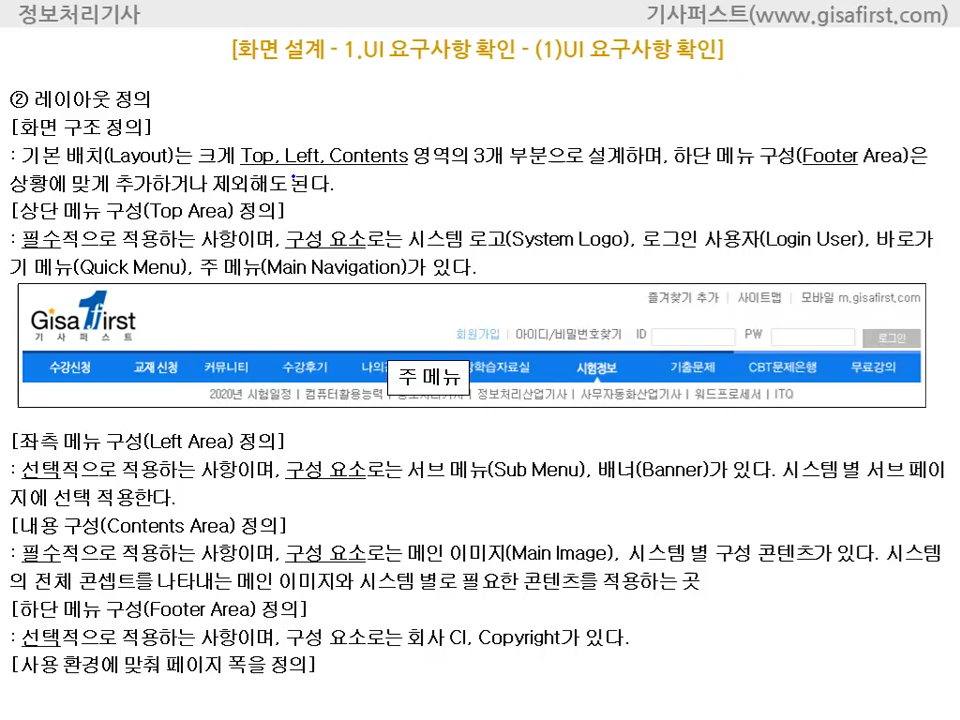 정보처리기사
기사퍼스트(www.gisafirst.com)
[화면 설계 - 1.UI 요구사항 확인 - (1)UI 요구사항 확인]
② 레이아웃 정의
[화면 구조 정의]
: 기본 배치(Layout)는 크게 Top, Left, Contents 영역의 3개 부분으로 설계하며, 하단 메뉴 구성(Footer Area)은
상황에 맞게 추가하거나 제외해도 된다.
[상단 메뉴 구성(Top Area) 정의]
: 필수적으로 적용하는 사항이며, 구성 요소로는 시스템 로고(System Logo), 로그인 사용자(Login User), 바로가
기 메뉴(Quick Menu), 주 메뉴(Main Navigation)가 있다.
즐겨찾기 추가 | 사이트맵 | 모바일 m.gisafirst.com
Gisa1first
기 사 퍼 스 트
회원가입 | 아이디/비밀번호찾기 ID PW 로그인
수강신청 교재 신청 커뮤니티 수강후기 나의 학습자료실 시험정보 기출문제 CBT문제은행 무료강의
주 메뉴
2020년 시험일정 | 컴퓨터활용능력 | 정보처리기사 | 정보처리산업기사 | 사무자동화산업기사 | 워드프로세서 | ITQ
[좌측 메뉴 구성(Left Area) 정의]
: 선택적으로 적용하는 사항이며, 구성 요소로는 서브 메뉴(Sub Menu), 배너(Banner)가 있다. 시스템 별 서브 페이
지에 선택 적용한다.
[내용 구성(Contents Area) 정의]
: 필수적으로 적용하는 사항이며, 구성 요소로는 메인 이미지(Main Image), 시스템 별 구성 콘텐츠가 있다. 시스템
의 전체 콘셉트를 나타내는 메인 이미지와 시스템 별로 필요한 콘텐츠를 적용하는 곳
[하단 메뉴 구성(Footer Area) 정의]
: 선택적으로 적용하는 사항이며, 구성 요소로는 회사 CI, Copyright가 있다.
[사용 환경에 맞춰 페이지 폭을 정의]